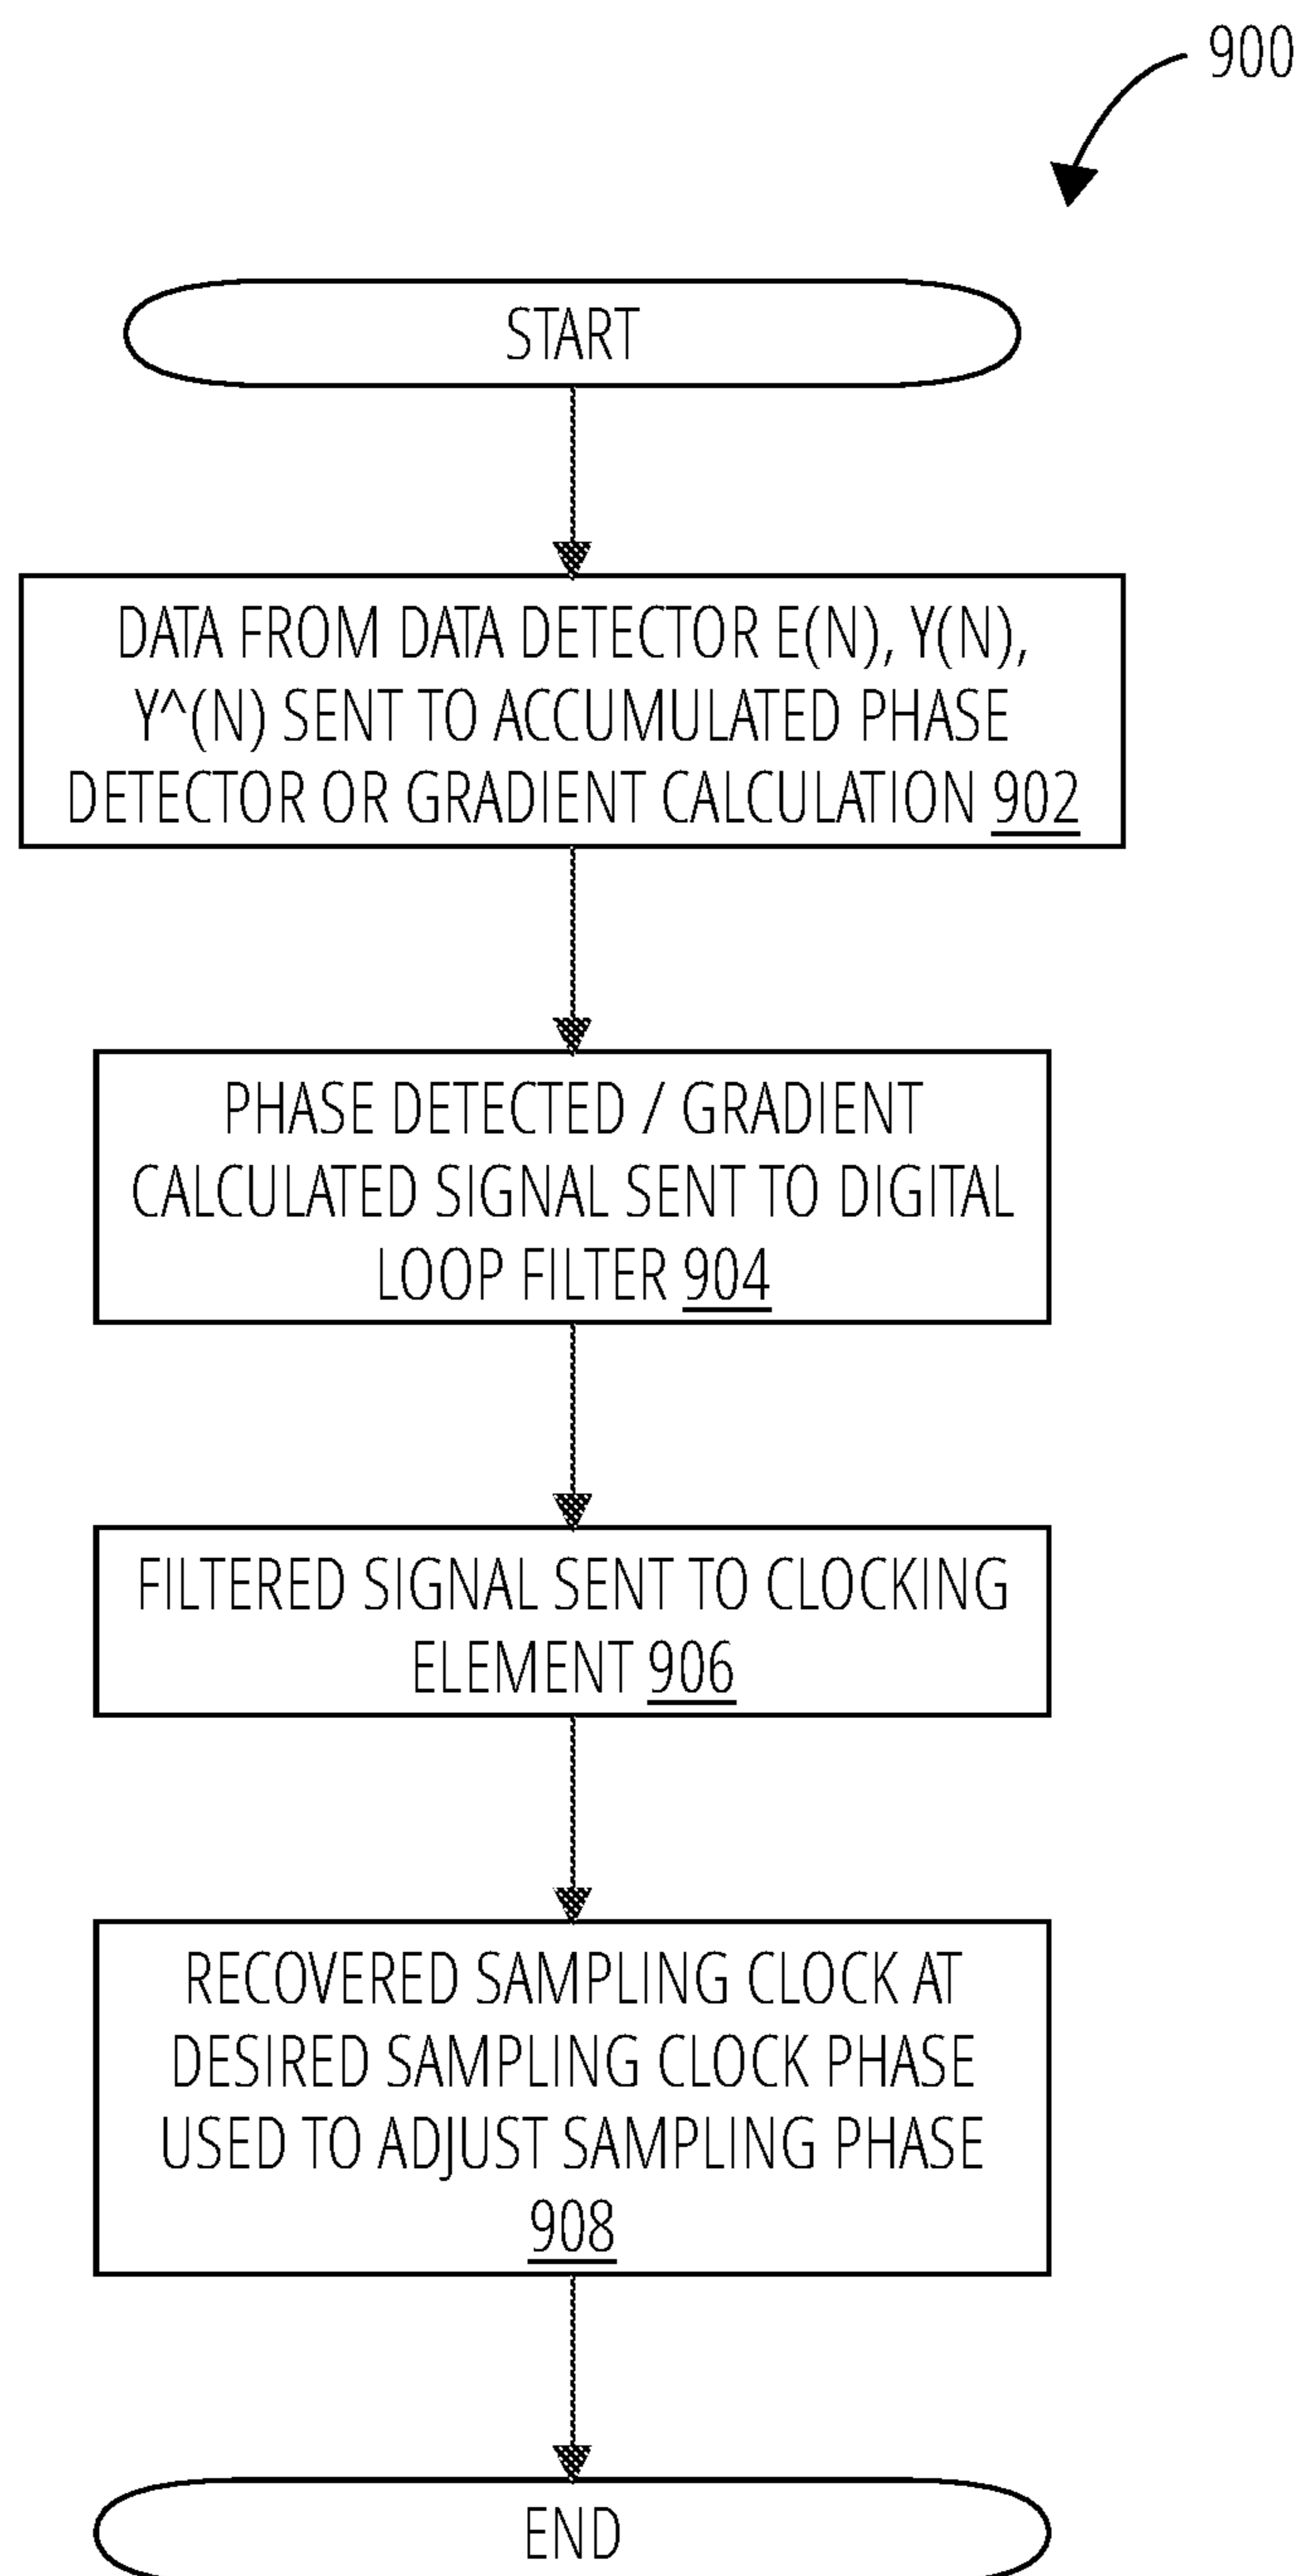 900
START
DATA FROM DATA DETECTOR E(N), Y(N),
Y^(N) SENT TO ACCUMULATED PHASE
DETECTOR OR GRADIENT CALCULATION 902
PHASE DETECTED / GRADIENT
CALCULATED SIGNAL SENT TO DIGITAL
LOOP FILTER 904
FILTERED SIGNAL SENT TO CLOCKING
ELEMENT 906
RECOVERED SAMPLING CLOCK AT
DESIRED SAMPLING CLOCK PHASE
USED TO ADJUST SAMPLING PHASE
908
END